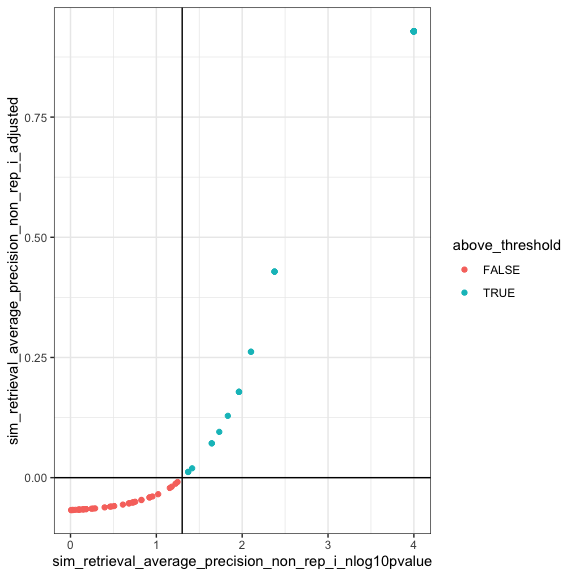 sim_retrieval_average_precision_non_rep_i_adjusted
0.75
0.50
0.25
0.00
0
1
2
3
4
sim_retrieval_average_precision_non_rep_i_nlog10pvalue
above_threshold
FALSE
TRUE